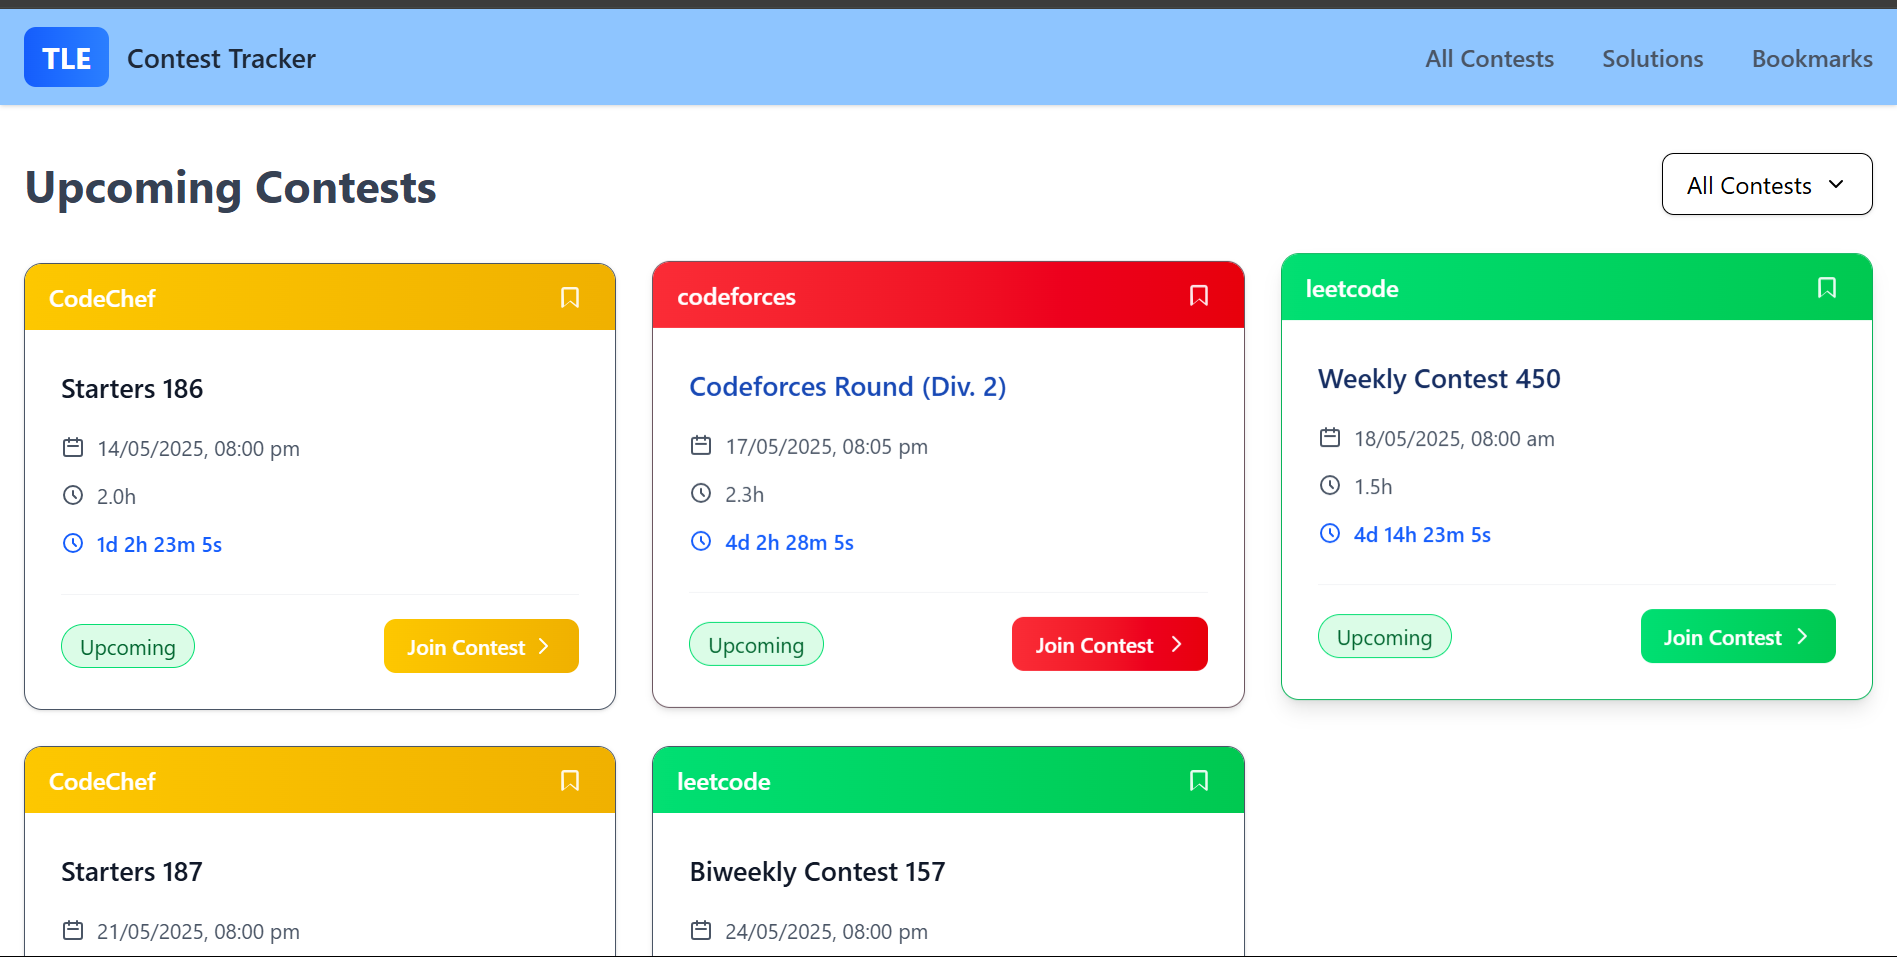 TLE
Contest Tracker
All Contests
Solutions
Bookmarks
Upcoming Contests
All Contests
CodeChef
Starters 186
14/05/2025, 08:00 pm
2.0h
1d 2h 23m 5s
Upcoming
Join Contest
codeforces
Codeforces Round (Div. 2)
17/05/2025, 08:05 pm
2.3h
4d 2h 28m 5s
Upcoming
Join Contest
leetcode
Weekly Contest 450
18/05/2025, 08:00 am
1.5h
4d 14h 23m 5s
Upcoming
Join Contest
CodeChef
Starters 187
21/05/2025, 08:00 pm
leetcode
Biweekly Contest 157
24/05/2025, 08:00 pm